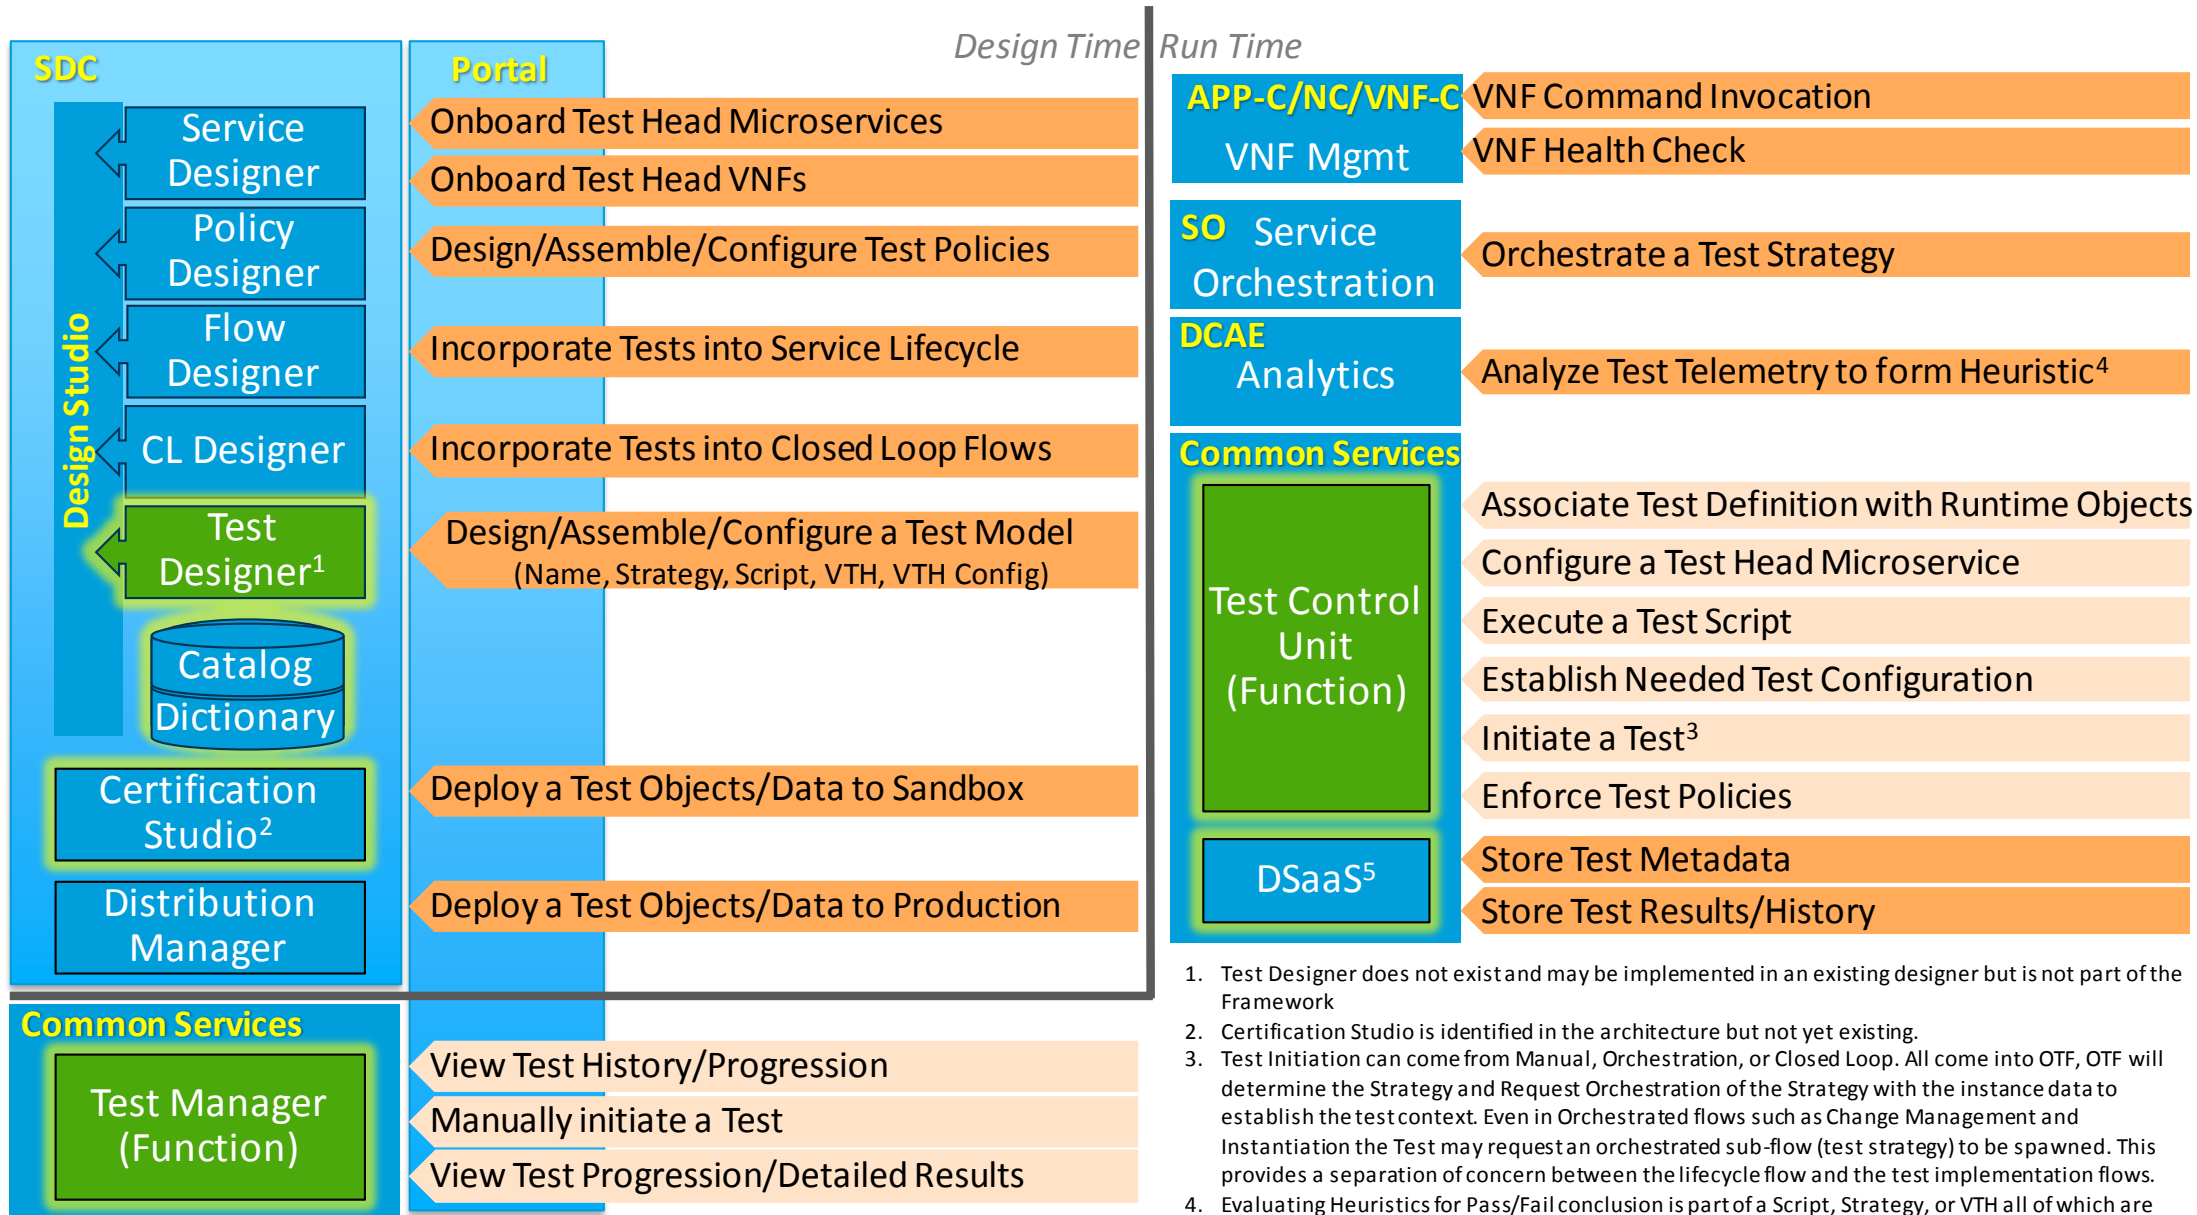 Design Time
Run Time
SDC
Portal
Design Studio
Service
Designer
Policy
Designer
Flow
Designer
CL Designer
Test
Designer1
Catalog
Dictionary
Certification
Studio2
Distribution
Manager
Onboard Test Head Microservices
Onboard Test Head VNFs
Design/Assemble/Configure Test Policies
Incorporate Tests into Service Lifecycle
Incorporate Tests into Closed Loop Flows
Design/Assemble/Configure a Test Model
(Name, Strategy, Script, VTH, VTH Config)
Deploy a Test Objects/Data to Sandbox
Deploy a Test Objects/Data to Production
Common Services
Test Manager
(Function)
View Test History/Progression
Manually initiate a Test
View Test Progression/Detailed Results
APP-C/NC/VNF-C
VNF Mgmt
VNF Command Invocation
VNF Health Check
SO Service
Orchestration
Orchestrate a Test Strategy
DCAE
Analytics
Analyze Test Telemetry to form Heuristic4
Common Services
Test Control
Unit
(Function)
Associate Test Definition with Runtime Objects
Configure a Test Head Microservice
Execute a Test Script
Establish Needed Test Configuration
Initiate a Test3
Enforce Test Policies
DSaaS5
Store Test Metadata
Store Test Results/History
1. Test Designer does not exist and may be implemented in an existing designer but is not part of the
Framework
2. Certification Studio is identified in the architecture but not yet existing.
3. Test Initiation can come from Manual, Orchestration, or Closed Loop. All come into OTF, OTF will
determine the Strategy and Request Orchestration of the Strategy with the instance data to
establish the test context. Even in Orchestrated flows such as Change Management and
Instantiation the Test may request an orchestrated sub-flow (test strategy) to be spawned. This
provides a separation of concern between the lifecycle flow and the test implementation flows.
4. Evaluating Heuristics for Pass/Fail conclusion is part of a Script, Strategy, or VTH all of which are